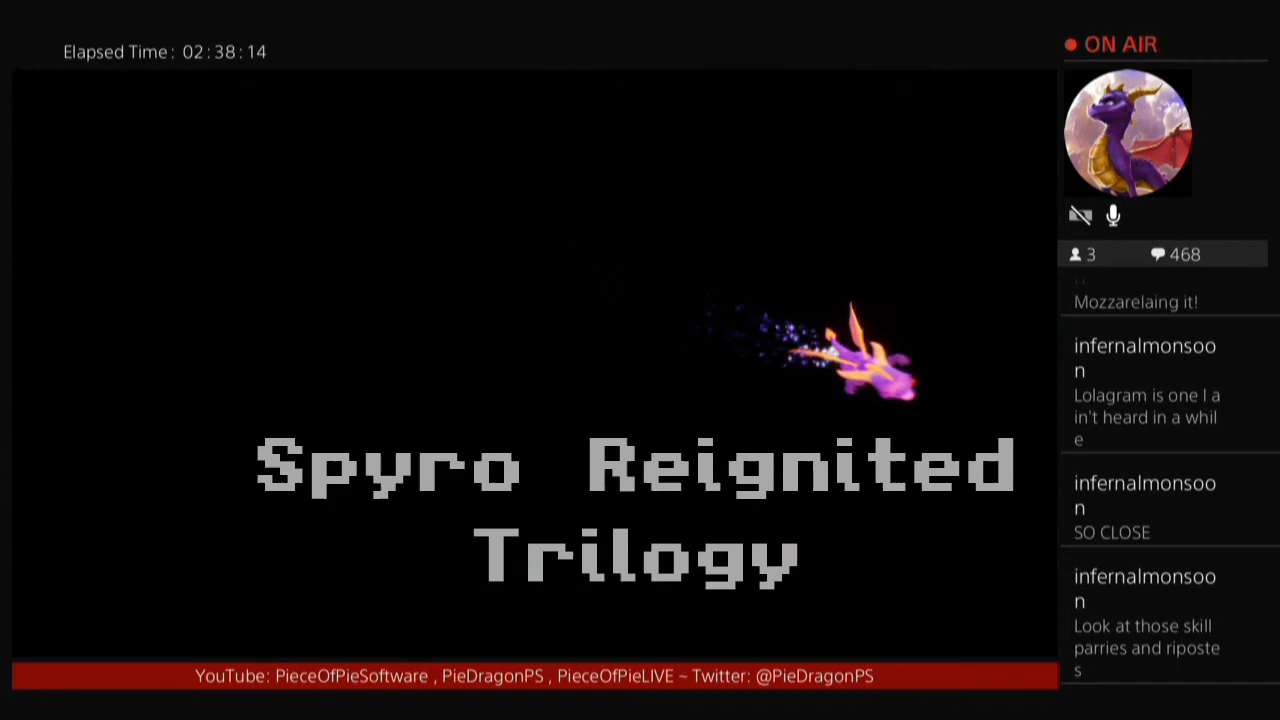 Elapsed Time: 02:38:14
ON AIR
3 468
Mozzarelaing it!
infernalmonsoo
n
Lolagram is one I a
in't heard in a whil
e
infernalmonsoo
n
SO CLOSE
infernalmonsoo
n
Look at those skill
parries and riposte
s
Spyro Reignited
Trilogy
YouTube: PieceOfPieSoftware , PieDragonPS , PieceOfPieLIVE ~ Twitter: @PieDragonPS